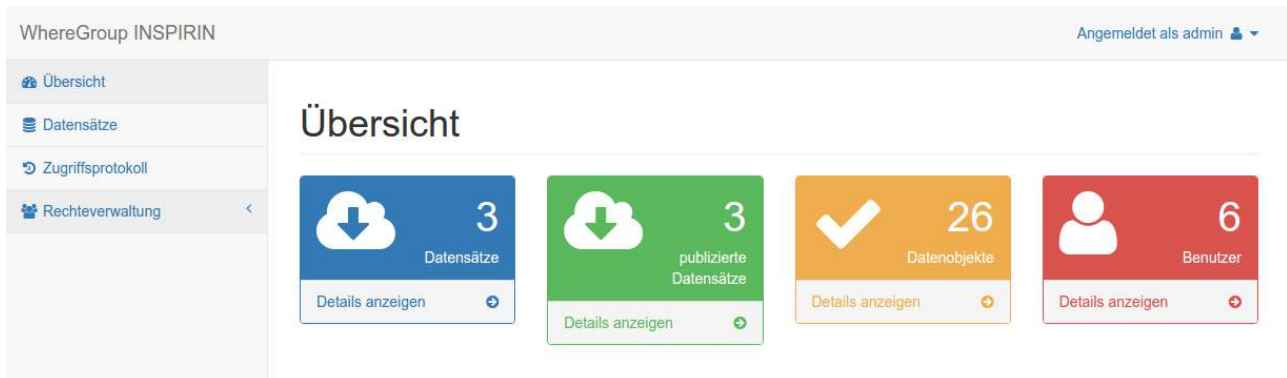 WhereGroup INSPIRIN
Angemeldet als admin
Übersicht
Datensätze
Zugriffsprotokoll
Rechteverwaltung
Übersicht
3
Datensätze
Details anzeigen
3
publizierte
Datensätze
Details anzeigen
26
Datenobjekte
Details anzeigen
6
Benutzer
Details anzeigen